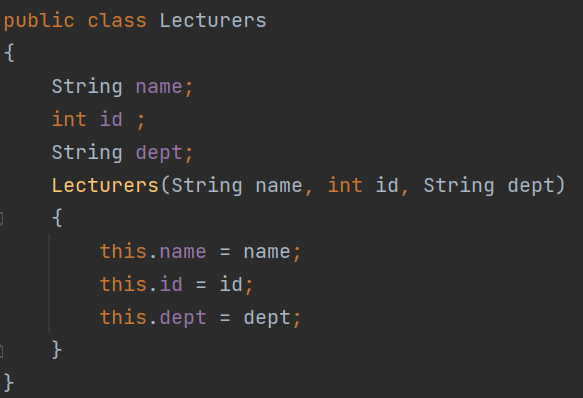 public class Lecturers
{
    String name;
    int id ;
    String dept;
    Lecturers(String name, int id, String dept)
    {
        this.name = name;
        this.id = id;
        this.dept = dept;
    }
}